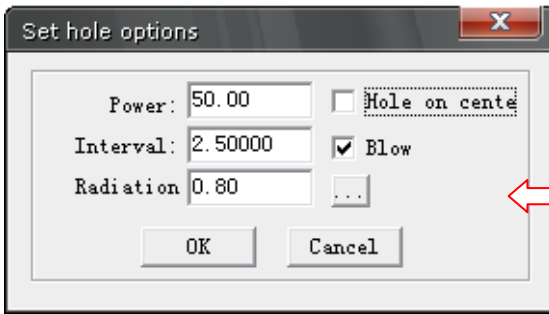 Set hole options
Power: 50.00 Hole on cente
Interval: 2.50000 Blow
Radiation 0.80 ...
OK Cancel